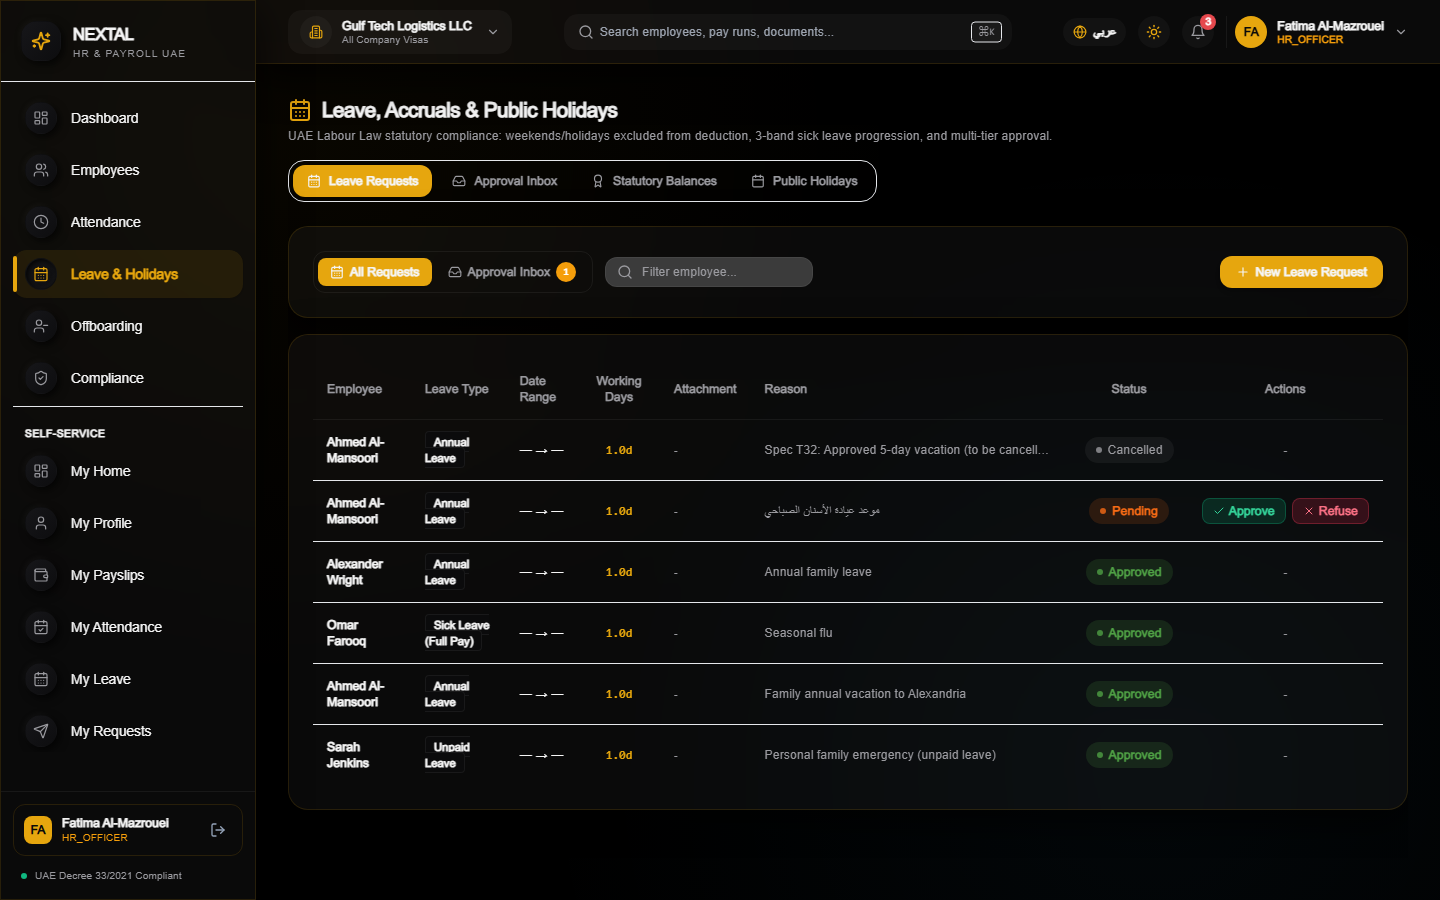 NEXTAL
HR & PAYROLL UAE
Gulf Tech Logistics LLC
All Company Visas
Search employees, pay runs, documents...
⌘K
عربي
3
FA
Fatima Al-Mazrouei
HR_OFFICER
Dashboard
Employees
Attendance
Leave & Holidays
Offboarding
Compliance
SELF-SERVICE
My Home
My Profile
My Payslips
My Attendance
My Leave
My Requests
FA
Fatima Al-Mazrouei
HR_OFFICER
UAE Decree 33/2021 Compliant
Leave, Accruals & Public Holidays
UAE Labour Law statutory compliance: weekends/holidays excluded from deduction, 3-band sick leave progression, and multi-tier approval.
Leave Requests
Approval Inbox
Statutory Balances
Public Holidays
All Requests
Approval Inbox 1
Filter employee...
+ New Leave Request
Employee
Leave Type
Date
Range
Working
Days
Attachment
Reason
Status
Actions
Ahmed Al-
Mansoori
Annual
Leave
— → —
1.0d
-
Spec T32: Approved 5-day vacation (to be cancell...
Cancelled
-
Ahmed Al-
Mansoori
Annual
Leave
— → —
1.0d
-
موعد عيادة الأسنان الصباحي
Pending
Approve
Refuse
Alexander
Wright
Annual
Leave
— → —
1.0d
-
Annual family leave
Approved
-
Omar
Farooq
Sick Leave
(Full Pay)
— → —
1.0d
-
Seasonal flu
Approved
-
Ahmed Al-
Mansoori
Annual
Leave
— → —
1.0d
-
Family annual vacation to Alexandria
Approved
-
Sarah
Jenkins
Unpaid
Leave
— → —
1.0d
-
Personal family emergency (unpaid leave)
Approved
-